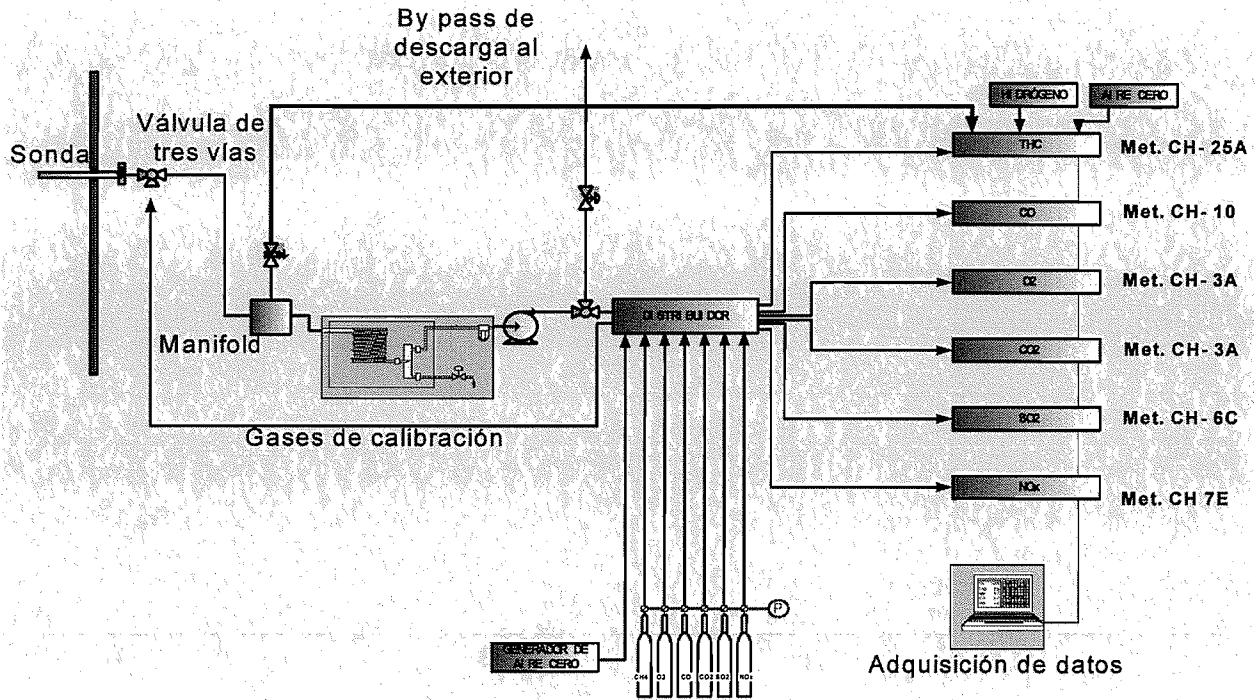 By pass de
descarga al
exterior
HIDRÓGENO
AIRE CERO
Válvula de
tres vías
Sonda
THC
Met. CH- 25A
CO
Met. CH- 10
O2
Met. CH- 3A
DISTRIBUIDOR
Manifold
CO2
Met. CH- 3A
SO2
Met. CH- 6C
Gases de calibración
NOx
Met. CH 7E
P
GENERADOR DE
AIRE CERO
CH4
O2
CO
CO2
SO2
NOx
Adquisición de datos